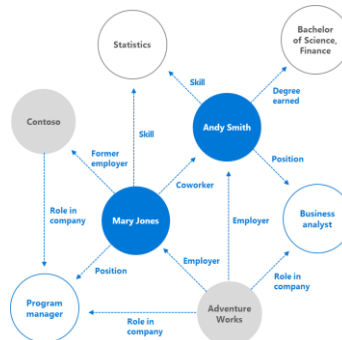 Statistics
Bachelor
of Science,
Finance
Skill
Degree
earned
Andy Smith
Contoso
Former
employer
Skill
Coworker
Position
Role in
company
Mary Jones
Employer
Business
analyst
Position
Employer
Role in
company
Program
manager
Adventure
Works
Role in
company